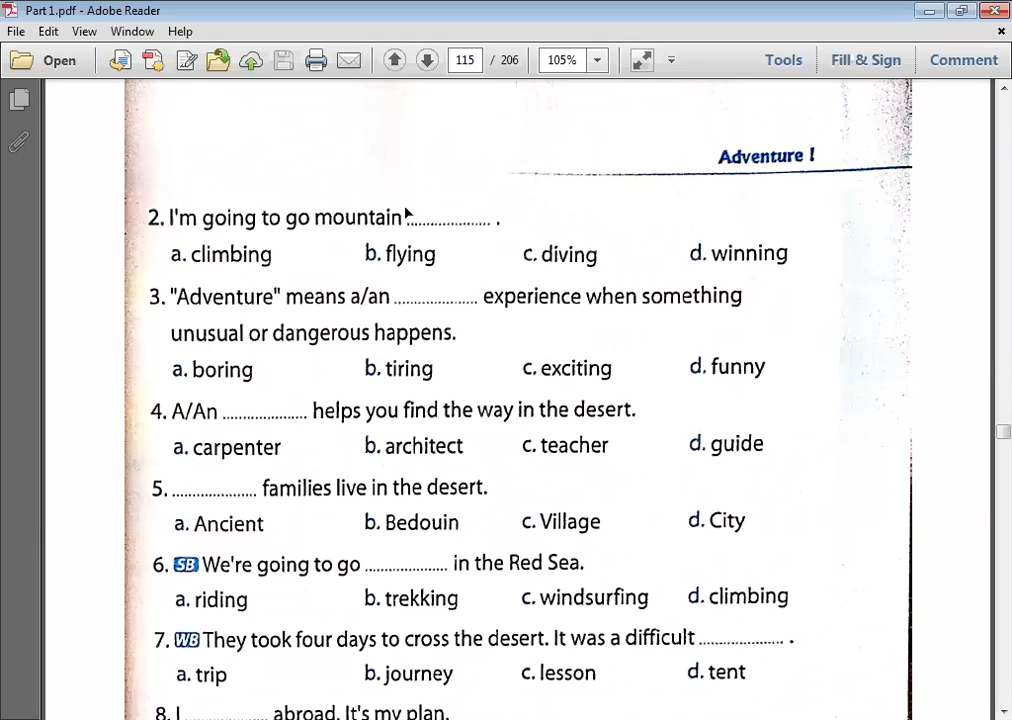 Part 1.pdf - Adobe Reader
File Edit View Window Help
Open 115 / 206 105% Tools Fill & Sign Comment
Adventure !
2. I'm going to go mountain .................... .
a. climbing b. flying c. diving d. winning
3. "Adventure" means a/an .................... experience when something
unusual or dangerous happens.
a. boring b. tiring c. exciting d. funny
4. A/An .................... helps you find the way in the desert.
a. carpenter b. architect c. teacher d. guide
5. .................... families live in the desert.
a. Ancient b. Bedouin c. Village d. City
6. SB We're going to go .................... in the Red Sea.
a. riding b. trekking c. windsurfing d. climbing
7. WB They took four days to cross the desert. It was a difficult .................... .
a. trip b. journey c. lesson d. tent
8. I .................... abroad. It's my plan.